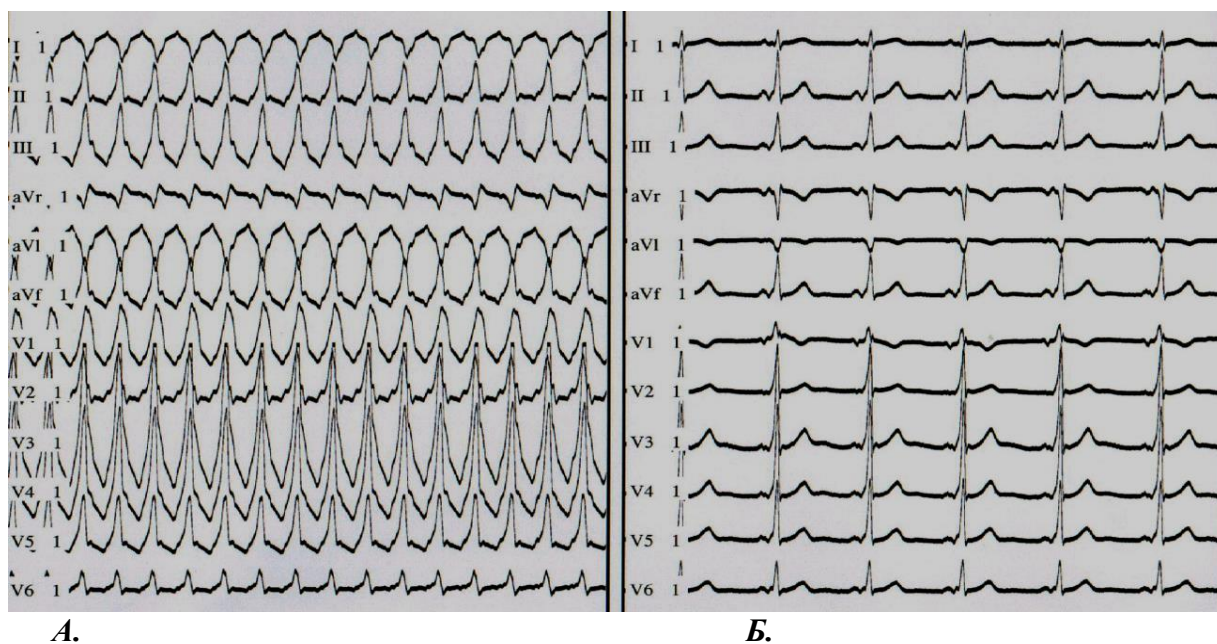 I 1
II 1
III 1
aVr 1
aVl 1
aVf 1
V1 1
V2 1
V3 1
V4 1
V5 1
V6 1
I 1
II 1
III 1
aVr 1
aVl 1
aVf 1
V1 1
V2 1
V3 1
V4 1
V5 1
V6 1
А. Б.